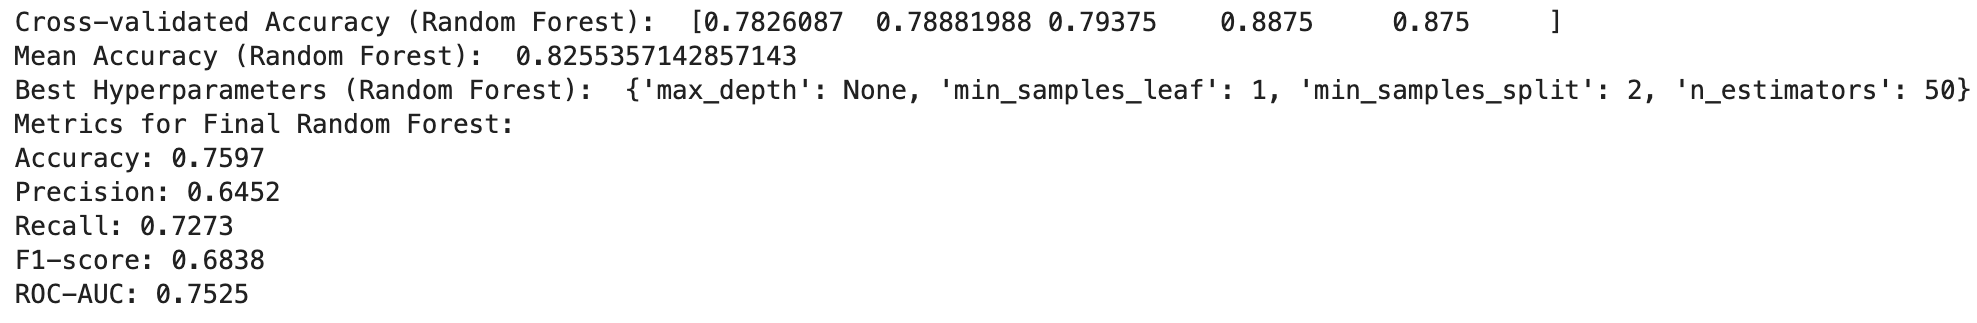 Cross-validated Accuracy (Random Forest):  [0.7826087  0.78881988 0.79375    0.8875     0.875     ]
Mean Accuracy (Random Forest):  0.8255357142857143
Best Hyperparameters (Random Forest):  {'max_depth': None, 'min_samples_leaf': 1, 'min_samples_split': 2, 'n_estimators': 50}
Metrics for Final Random Forest:
Accuracy: 0.7597
Precision: 0.6452
Recall: 0.7273
F1-score: 0.6838
ROC-AUC: 0.7525